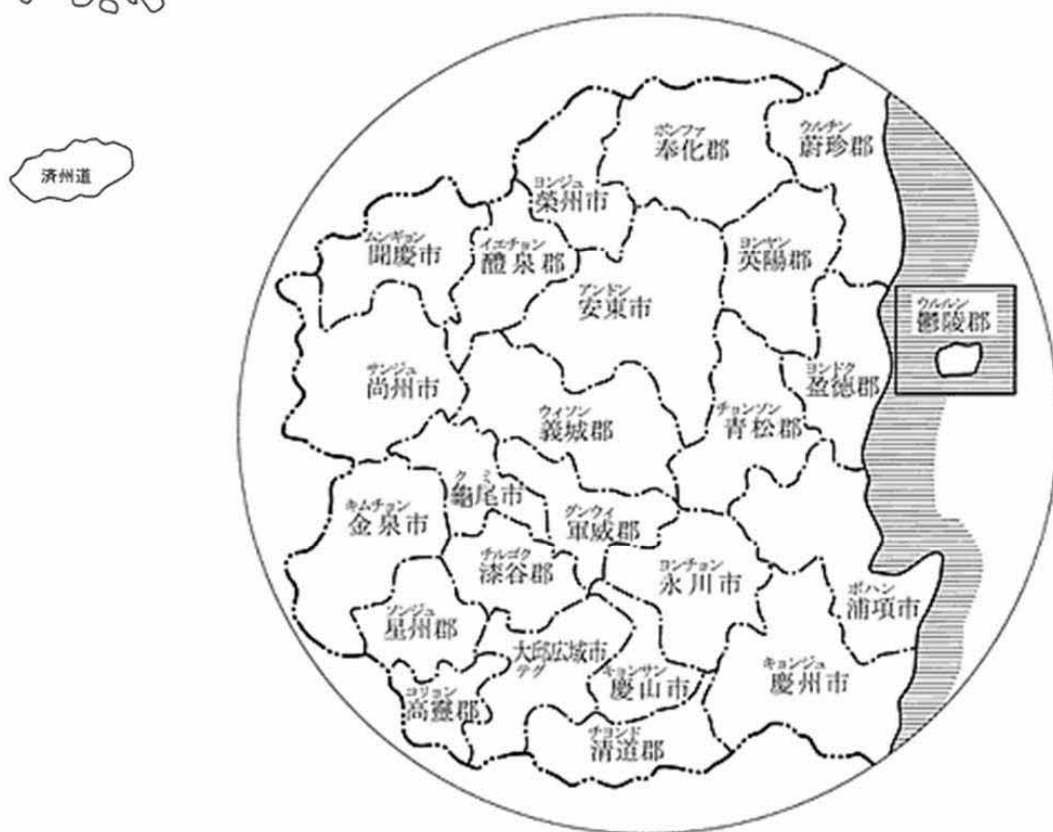 ボンファ
奉化郡
ウルチン
蔚珍郡
済州道
ヨンジュ
榮州市
ムンギョン
聞慶市
イエチョン
醴泉郡
ヨンヤン
英陽郡
アンドン
安東市
ウルルン
鬱陵郡
サンジュ
尚州市
ヨンドク
盈徳郡
ウィソン
義城郡
チョンソン
青松郡
クミ
龜尾市
キムチョン
金泉市
グンウィ
軍威郡
チルゴク
漆谷郡
ヨンチョン
永川市
ポハン
浦項市
ソンジュ
星州郡
大邱広域市
テグ
キョンサン
慶山市
キョンジュ
慶州市
コリョン
高靈郡
チョンド
清道郡